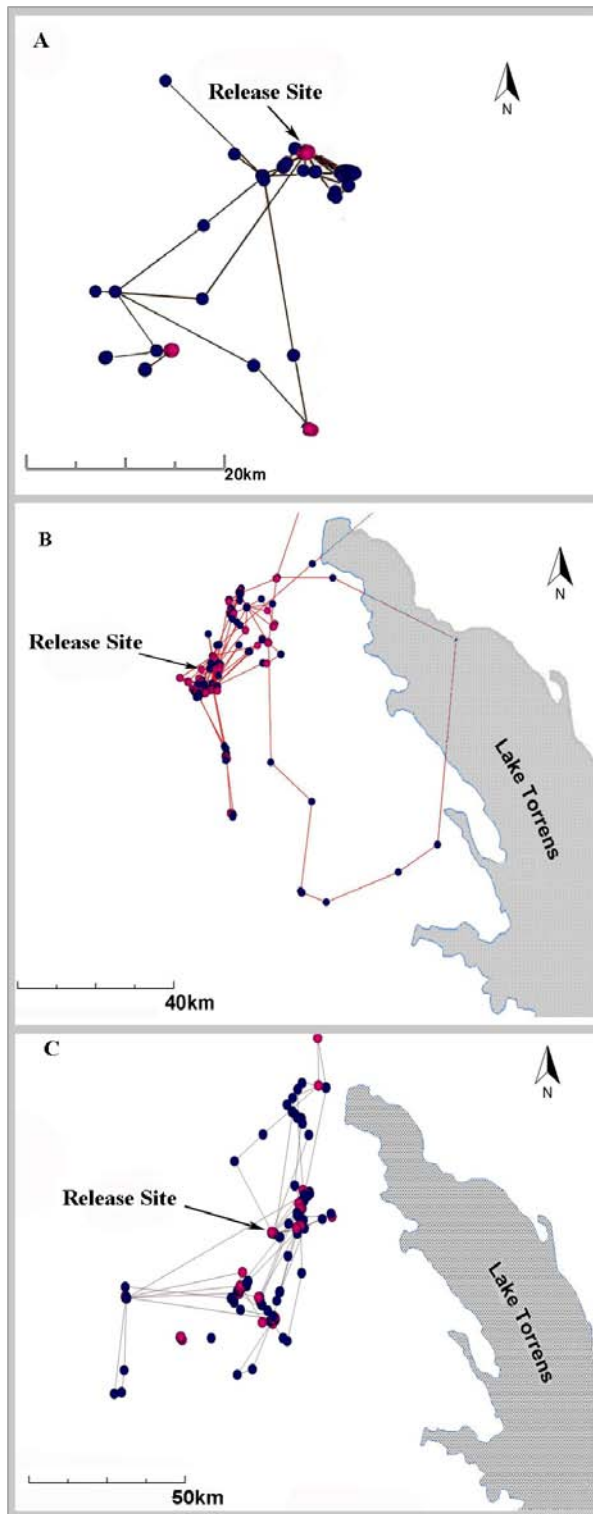 A
Release Site
N
20km
B
N
Release Site
Lake Torrens
40km
C
N
Release Site
Lake Torrens
50km